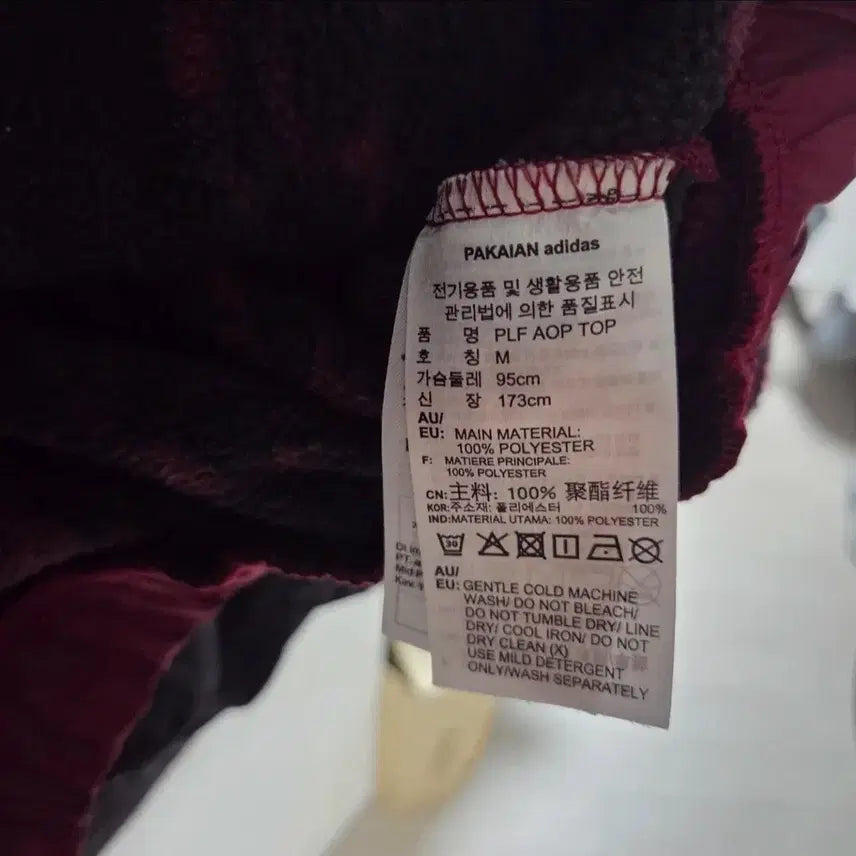 PAKAIAN adidas
전기용품 및 생활용품 안전
관리법에 의한 품질표시
품 명 PLF AOP TOP
호 칭 M
가슴둘레 95cm
신 장 173cm
AU/
EU: MAIN MATERIAL:
100% POLYESTER
F: MATIERE PRINCIPALE:
100% POLYESTER
CN:主料: 100% 聚酯纤维
KOR:주소재: 폴리에스터 100%
IND:MATERIAL UTAMA: 100% POLYESTER
30
AU/
EU: GENTLE COLD MACHINE
WASH/ DO NOT BLEACH/
DO NOT TUMBLE DRY/ LINE
DRY/ COOL IRON/ DO NOT
DRY CLEAN (X)
USE MILD DETERGENT
ONLY/WASH SEPARATELY